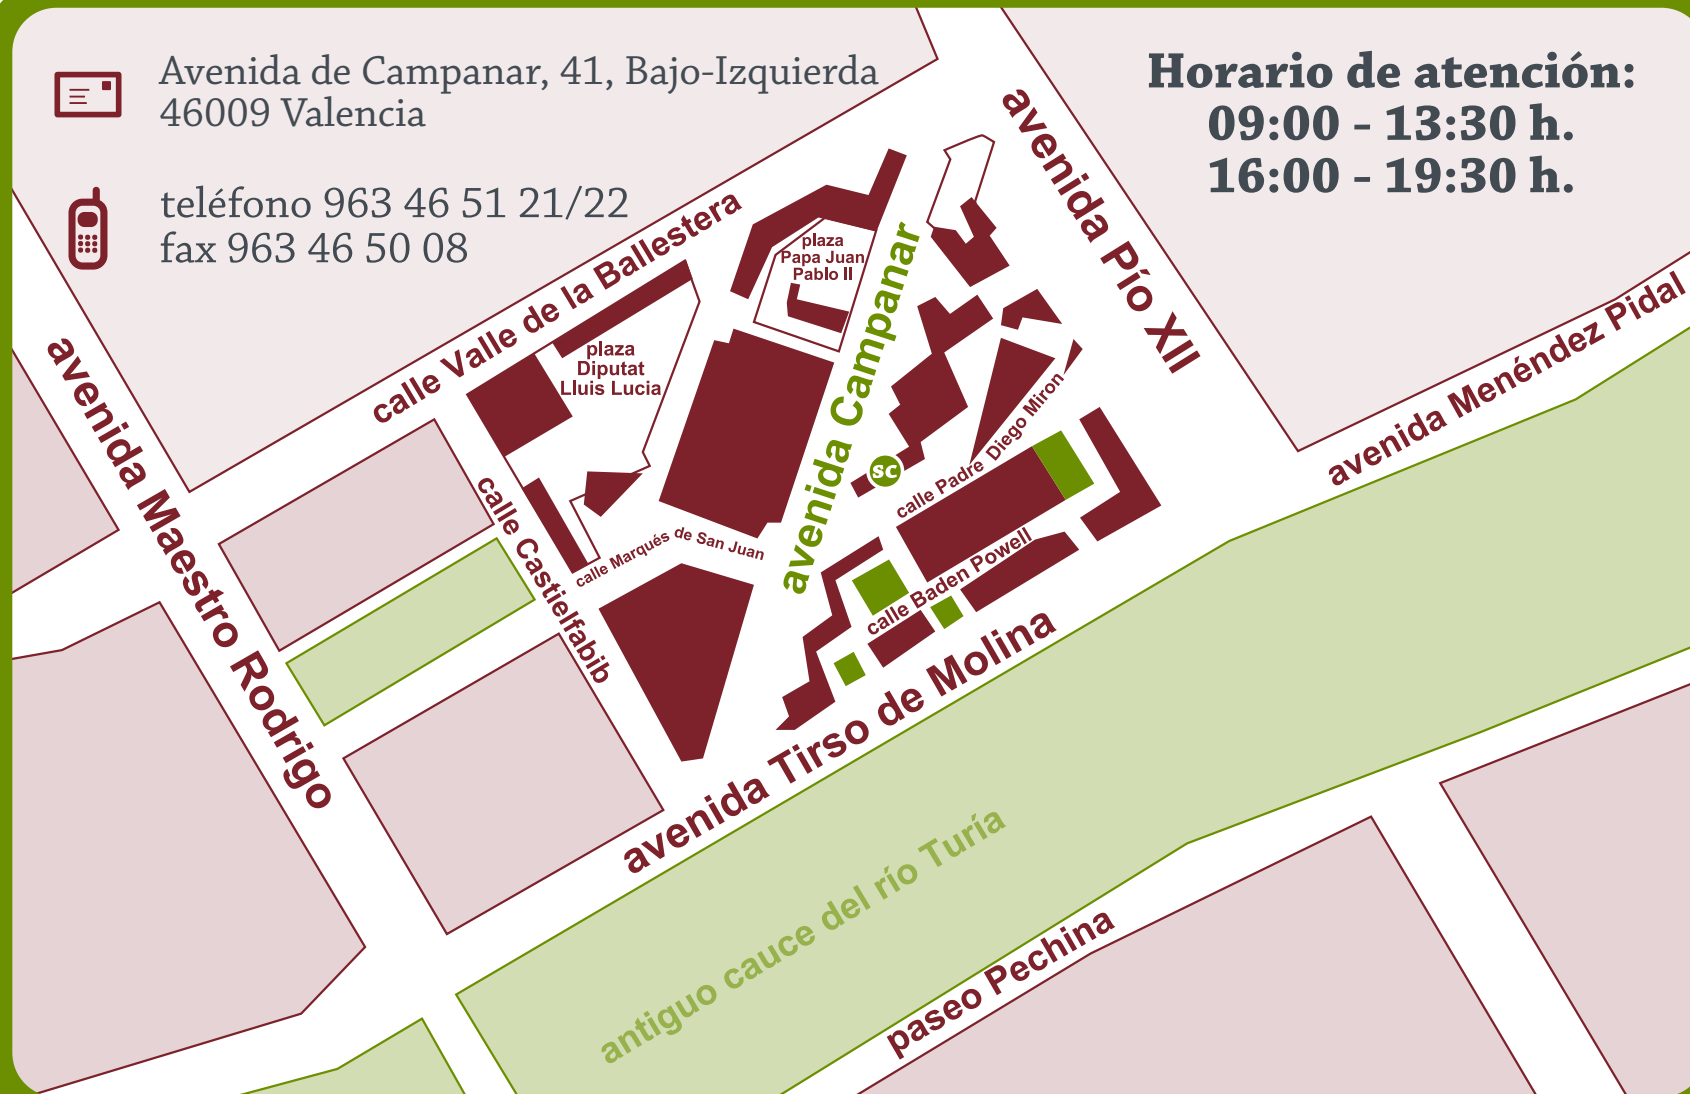 Avenida de Campanar, 41, Bajo-Izquierda
46009 Valencia
teléfono 963 46 51 21/22
fax 963 46 50 08
Horario de atención:
09:00 - 13:30 h.
16:00 - 19:30 h.
avenida Pío XII
calle Valle de la Ballestera
plaza
Papa Juan
Pablo II
avenida Campanar
plaza
Diputat
Lluis Lucia
avenida Menéndez Pidal
avenida Maestro Rodrigo
calle Castielfabib
calle Marqués de San Juan
sc
calle Padre Diego Miron
calle Baden Powell
avenida Tirso de Molina
antiguo cauce del río Turía
paseo Pechina